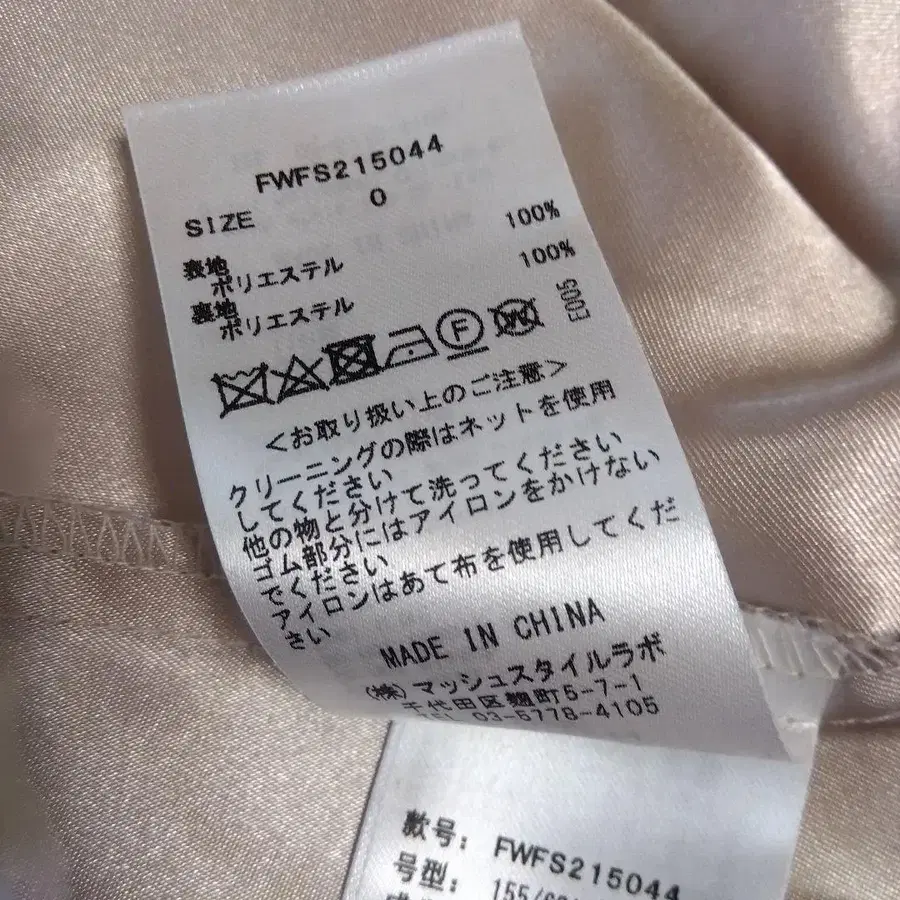 FWFS215044
SIZE 0
表地
ポリエステル 100%
裏地
ポリエステル 100%
F W E005
<お取り扱い上のご注意>
クリーニングの際はネットを使用
してください
他の物と分けて洗ってください
ゴム部分にはアイロンをかけない
でください
アイロンはあて布を使用してくだ
さい
MADE IN CHINA
(株)マッシュスタイルラボ
千代田区麹町5-7-1
TEL 03-5778-4105
款号: FWFS215044
号型: